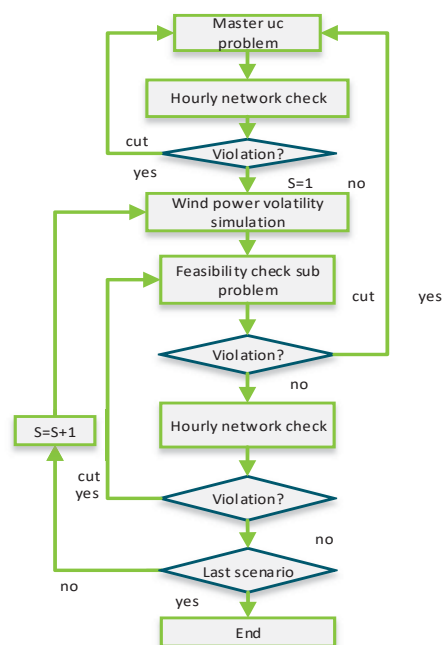 Master uc
problem
Hourly network check
cut
Violation?
yes
S=1
no
Wind power volatility
simulation
Feasibility check sub
problem
cut
yes
Violation?
no
Hourly network check
S=S+1
cut
yes
Violation?
no
Last scenario
no
yes
End